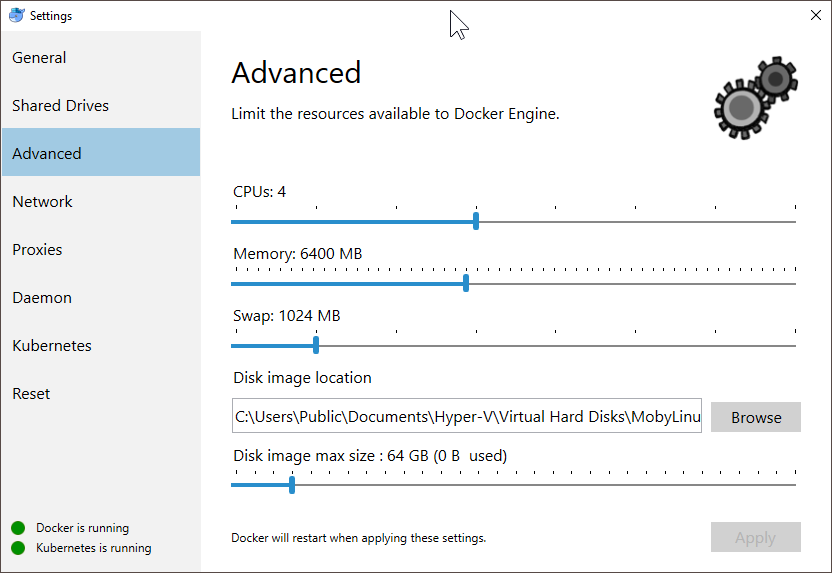 Settings
General
Shared Drives
Advanced
Network
Proxies
Daemon
Kubernetes
Reset
Docker is running
Kubernetes is running
Advanced
Limit the resources available to Docker Engine.
CPUs: 4
Memory: 6400 MB
Swap: 1024 MB
Disk image location
C:\Users\Public\Documents\Hyper-V\Virtual Hard Disks\MobyLinu
Browse
Disk image max size : 64 GB (0 B  used)
Docker will restart when applying these settings.
Apply